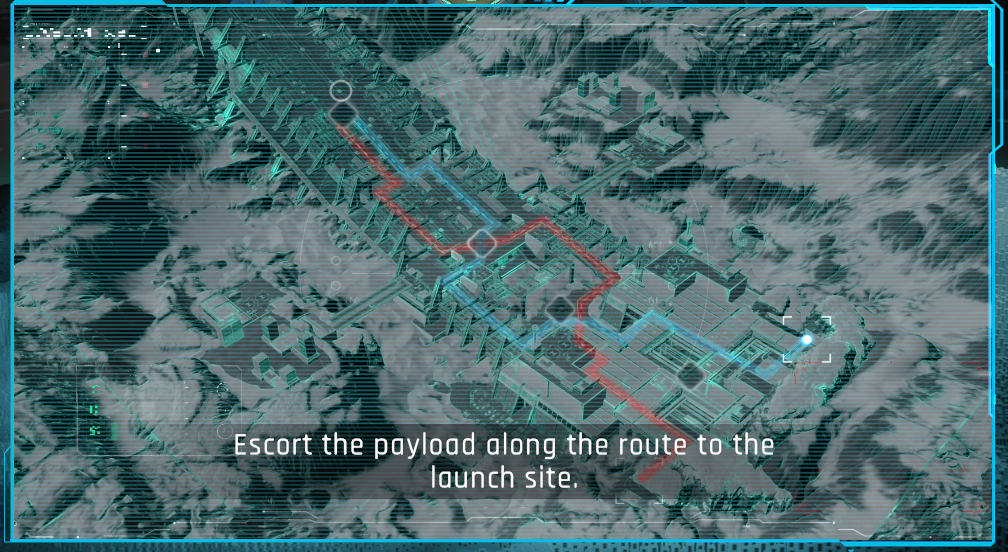 Escort the payload along the route to the
launch site.